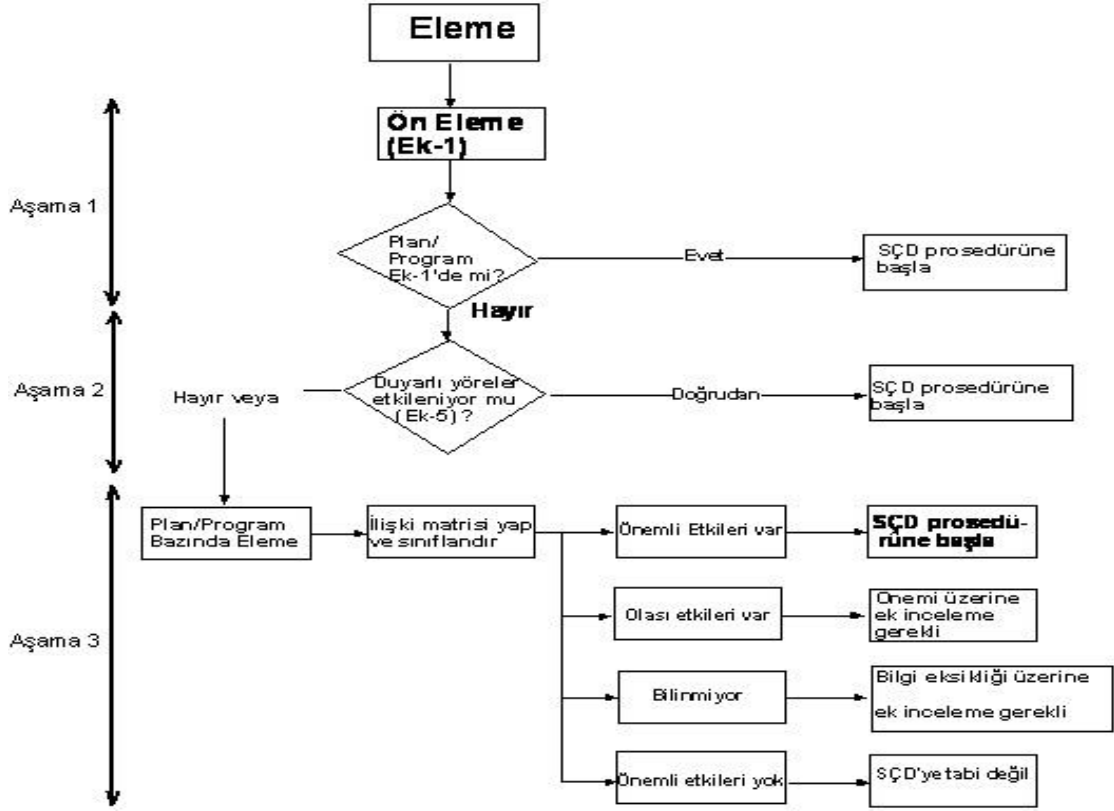 Eleme
Ön Eleme
(Ek-1)
Aşama 1
Plan/
Program
Ek-1'de mi?
Evet
SÇD prosedürüne
başla
Hayır
Aşama 2
Hayır veya
Duyarlı yöreler
etkileniyor mu
(Ek-5)?
Doğrudan
SÇD prosedürüne
başla
Aşama 3
Plan/Program
Bazında Eleme
İlişki matrisi yap
ve sınıflandır
Önemli Etkileri var
SÇD prosedü-
rüne başla
Olası etkileri var
Önemi üzerine
ek inceleme
gerekli
Bilinmiyor
Bilgi eksikliği üzerine
ek inceleme gerekli
Önemli etkileri yok
SÇD'ye tabi değil